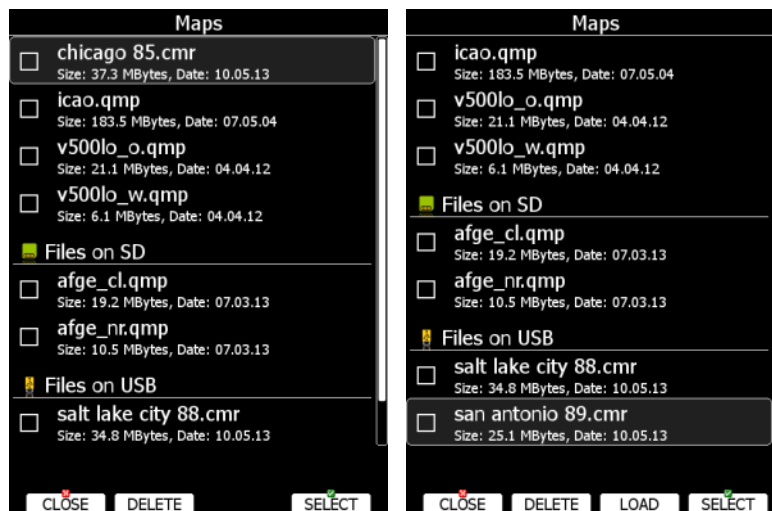 Maps
chicago 85.cmr
Size: 37.3 MBytes, Date: 10.05.13
icao.qmp
Size: 183.5 MBytes, Date: 07.05.04
v500lo_o.qmp
Size: 21.1 MBytes, Date: 04.04.12
v500lo_w.qmp
Size: 6.1 MBytes, Date: 04.04.12
Files on SD
afge_cl.qmp
Size: 19.2 MBytes, Date: 07.03.13
afge_nr.qmp
Size: 10.5 MBytes, Date: 07.03.13
Files on USB
salt lake city 88.cmr
Size: 34.8 MBytes, Date: 10.05.13
CLOSE DELETE SELECT
Maps
icao.qmp
Size: 183.5 MBytes, Date: 07.05.04
v500lo_o.qmp
Size: 21.1 MBytes, Date: 04.04.12
v500lo_w.qmp
Size: 6.1 MBytes, Date: 04.04.12
Files on SD
afge_cl.qmp
Size: 19.2 MBytes, Date: 07.03.13
afge_nr.qmp
Size: 10.5 MBytes, Date: 07.03.13
Files on USB
salt lake city 88.cmr
Size: 34.8 MBytes, Date: 10.05.13
san antonio 89.cmr
Size: 25.1 MBytes, Date: 10.05.13
CLOSE DELETE LOAD SELECT